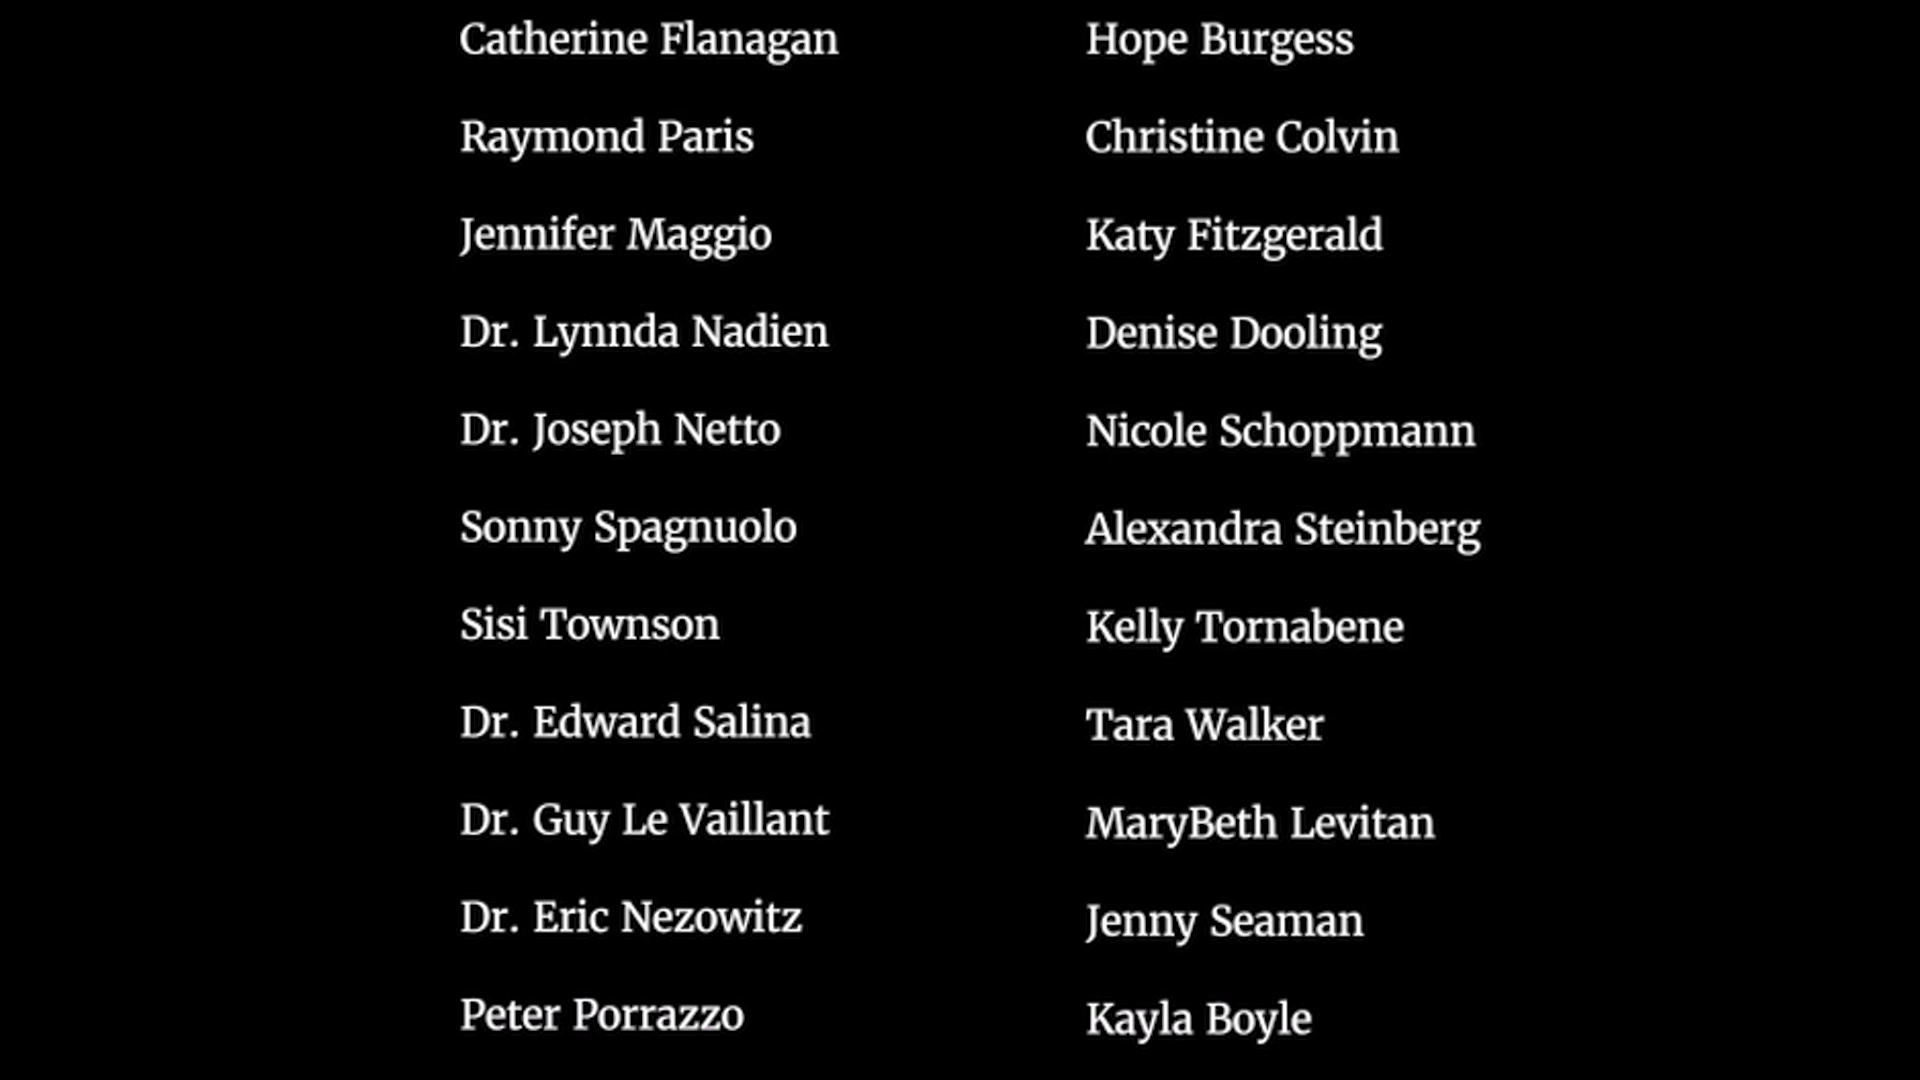 Catherine Flanagan
Raymond Paris
Jennifer Maggio
Dr. Lynnda Nadien
Dr. Joseph Netto
Sonny Spagnuolo
Sisi Townson
Dr. Edward Salina
Dr. Guy Le Vaillant
Dr. Eric Nezowitz
Peter Porrazzo
Hope Burgess
Christine Colvin
Katy Fitzgerald
Denise Dooling
Nicole Schoppmann
Alexandra Steinberg
Kelly Tornabene
Tara Walker
MaryBeth Levitan
Jenny Seaman
Kayla Boyle